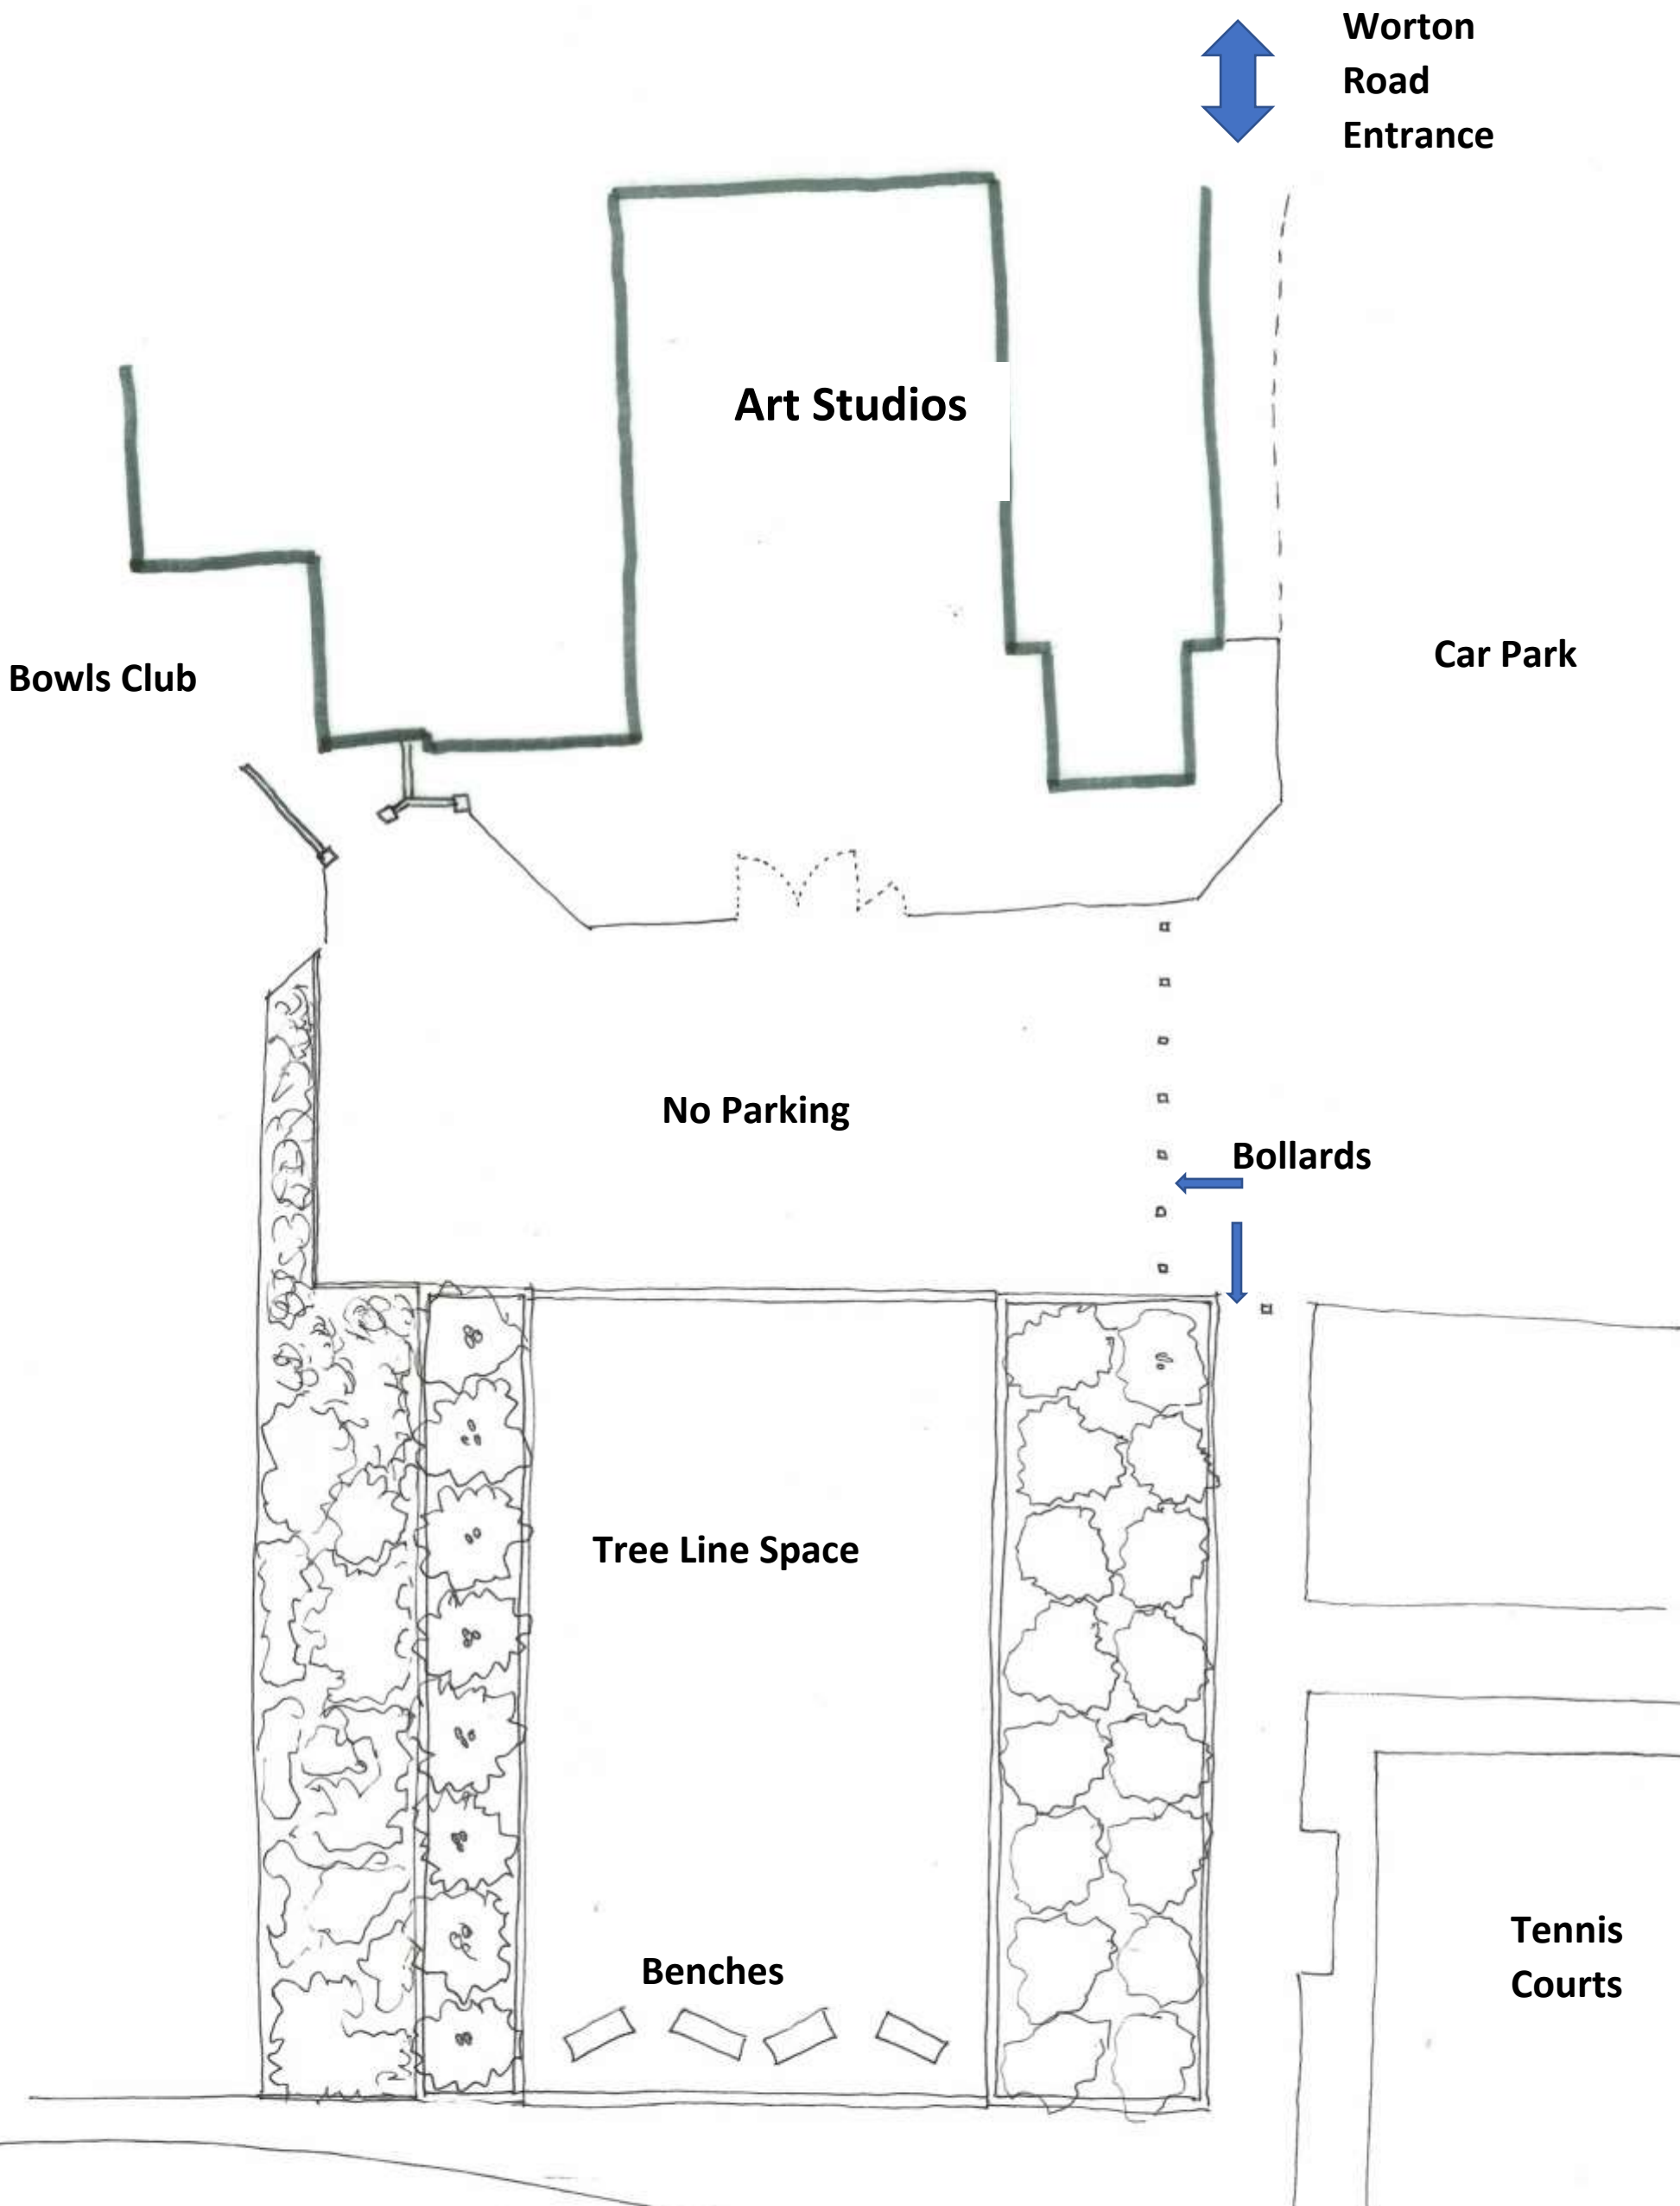 Worton
Road
Entrance
Art Studios
Car Park
Bowls Club
No Parking
Bollards
Tree Line Space
Tennis
Courts
Benches